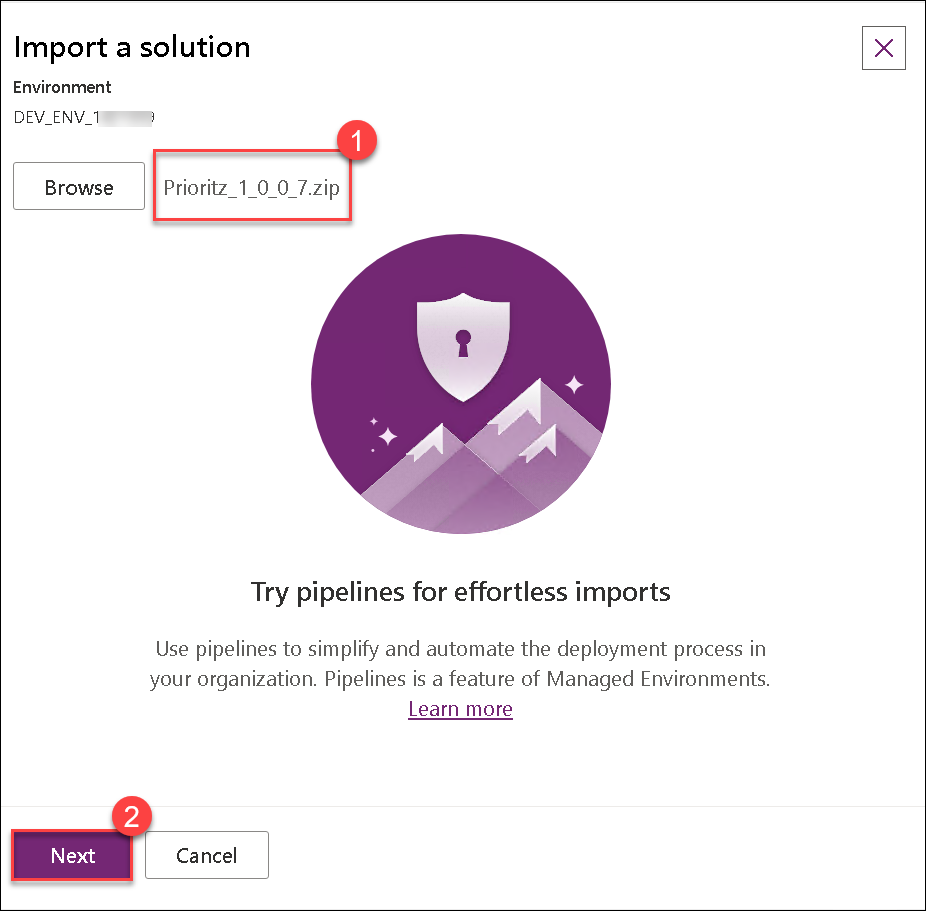 Import a solution
Environment
DEV_ENV_1
Browse
Prioritz_1_0_0_7.zip
1
Try pipelines for effortless imports
Use pipelines to simplify and automate the deployment process in
your organization. Pipelines is a feature of Managed Environments.
Learn more
2
Next
Cancel